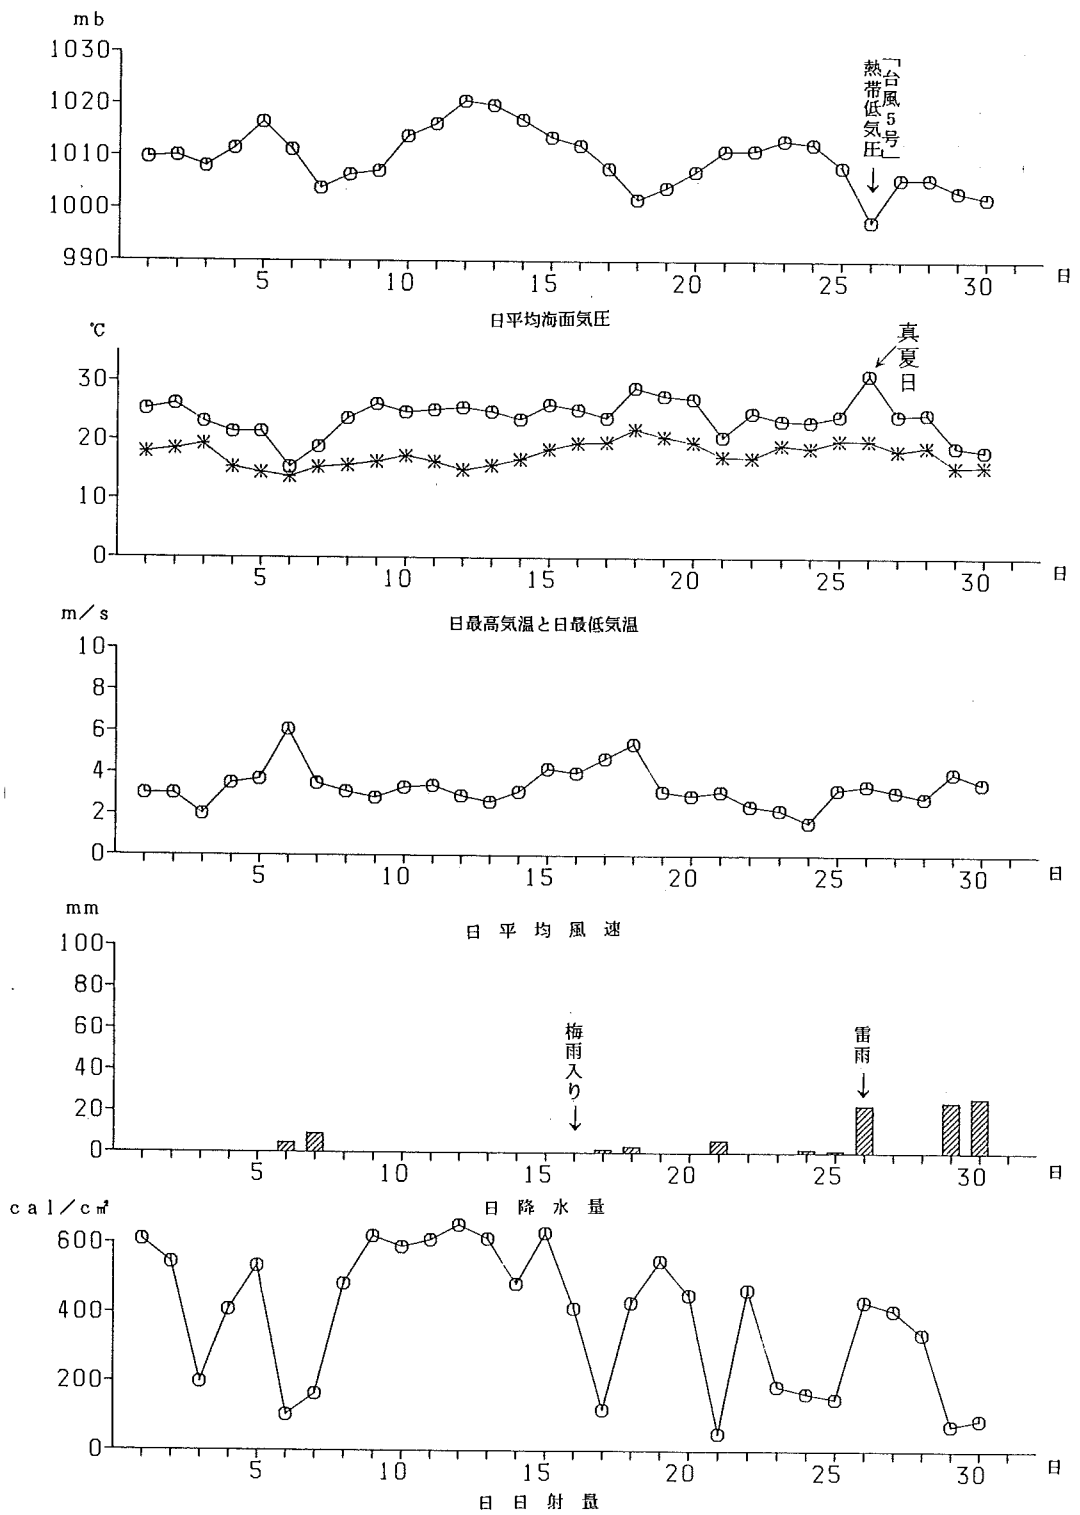 mb
1030
1020
1010
1000
990
「台風5号」
熱帯低気圧
5 10 15 20 25 30 日
日平均海面気圧
℃
30
20
10
0
真夏日
5 10 15 20 25 30 日
日最高気温と日最低気温
m/s
10
8
6
4
2
0
5 10 15 20 25 30 日
日平均風速
mm
100
80
60
40
20
0
梅雨入り
雷雨
5 10 15 20 25 30 日
日降水量
cal/c㎡
600
400
200
0
5 10 15 20 25 30 日
日日射量